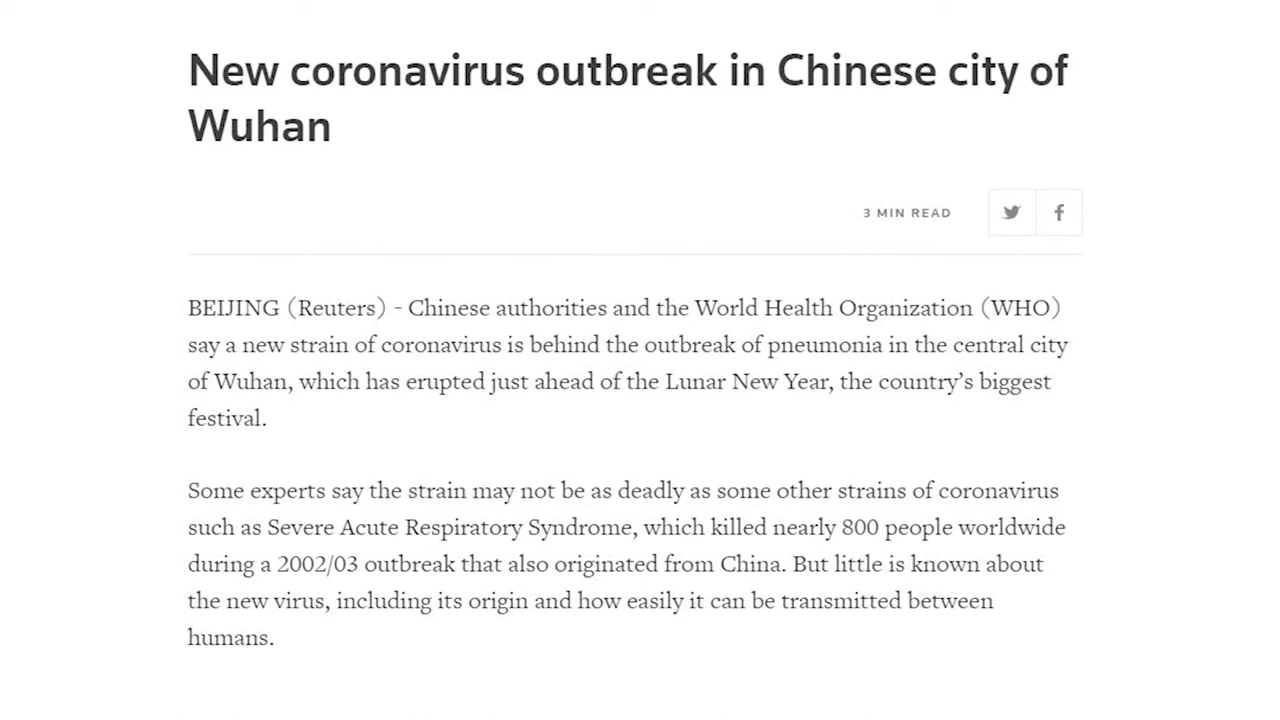 New coronavirus outbreak in Chinese city of
Wuhan
3 MIN READ
BEIJING (Reuters) - Chinese authorities and the World Health Organization (WHO)
say a new strain of coronavirus is behind the outbreak of pneumonia in the central city
of Wuhan, which has erupted just ahead of the Lunar New Year, the country’s biggest
festival.
Some experts say the strain may not be as deadly as some other strains of coronavirus
such as Severe Acute Respiratory Syndrome, which killed nearly 800 people worldwide
during a 2002/03 outbreak that also originated from China. But little is known about
the new virus, including its origin and how easily it can be transmitted between
humans.